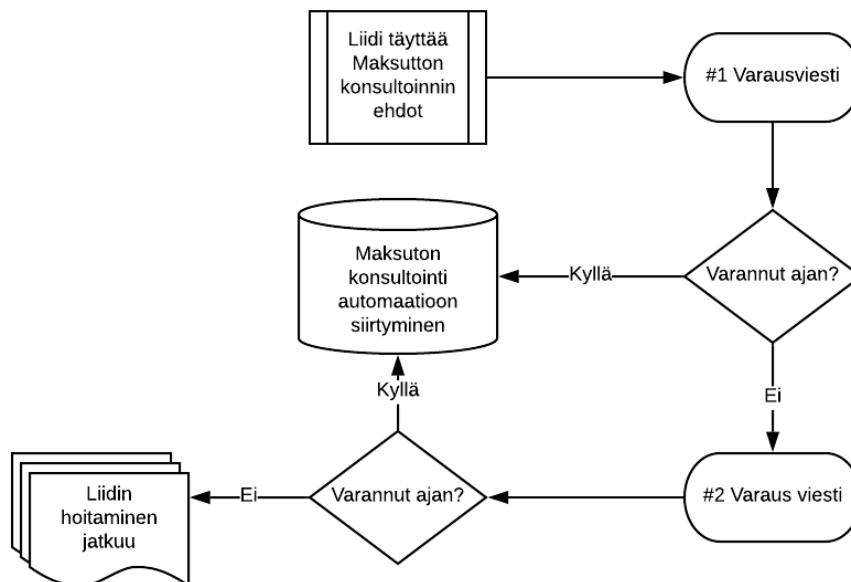 Liidi täyttää
Maksutton
konsultoinnin
ehdot
#1 Varausviesti
Maksuton
konsultointi
automaatioon
siirtyminen
Kyllä
Varannut ajan?
Kyllä
Ei
Liidin
hoitaminen
jatkuu
Ei
Varannut ajan?
#2 Varaus viesti